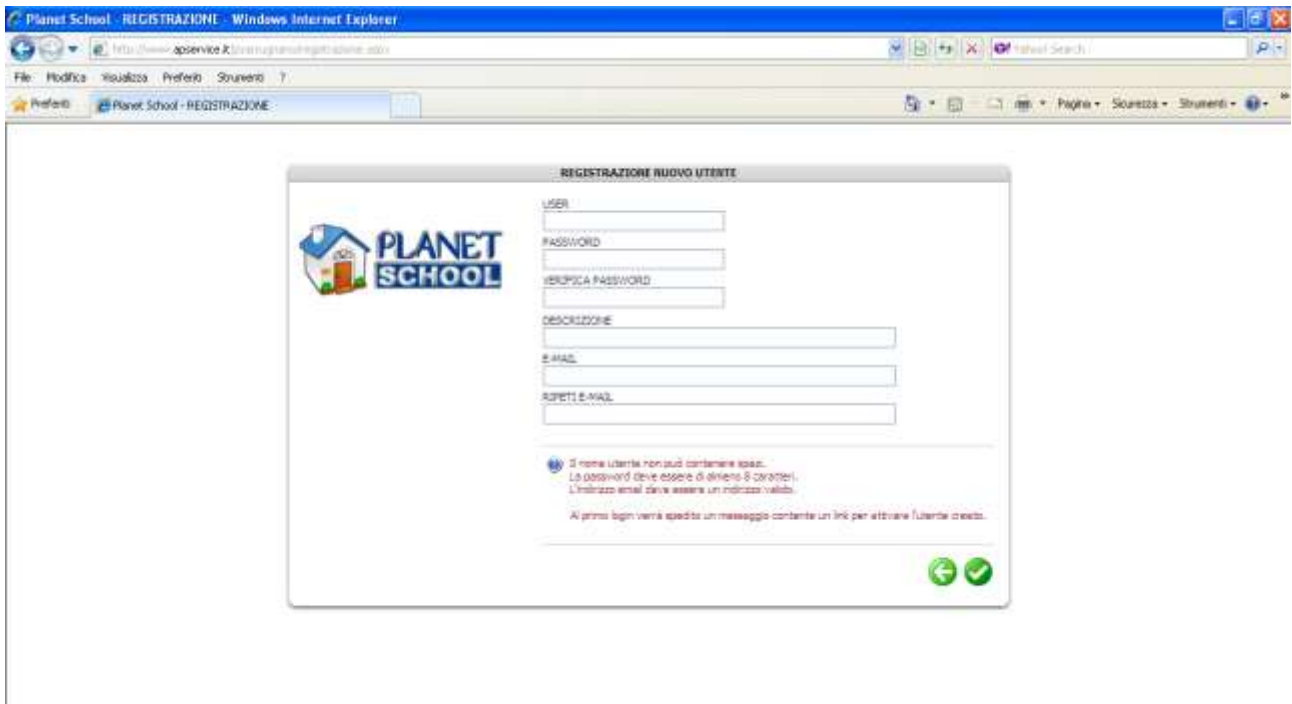 Planet School - REGISTRAZIONE - Windows Internet Explorer
apservice.it
Yahoo! Search
File Modifica Visualizza Preferiti Strumenti ?
Preferiti Planet School - REGISTRAZIONE Pagina Sicurezza Strumenti
REGISTRAZIONE NUOVO UTENTE
PLANET
SCHOOL
USER
PASSWORD
VERIFICA PASSWORD
DESCRIZIONE
E-MAIL
RIPETI E-MAIL
Il nome utente non può contenere spazi.
La password deve essere di almeno 8 caratteri.
L'indirizzo email deve essere un indirizzo valido.
Al primo login verrà spedito un messaggio contente un link per attivare l'utente creato.